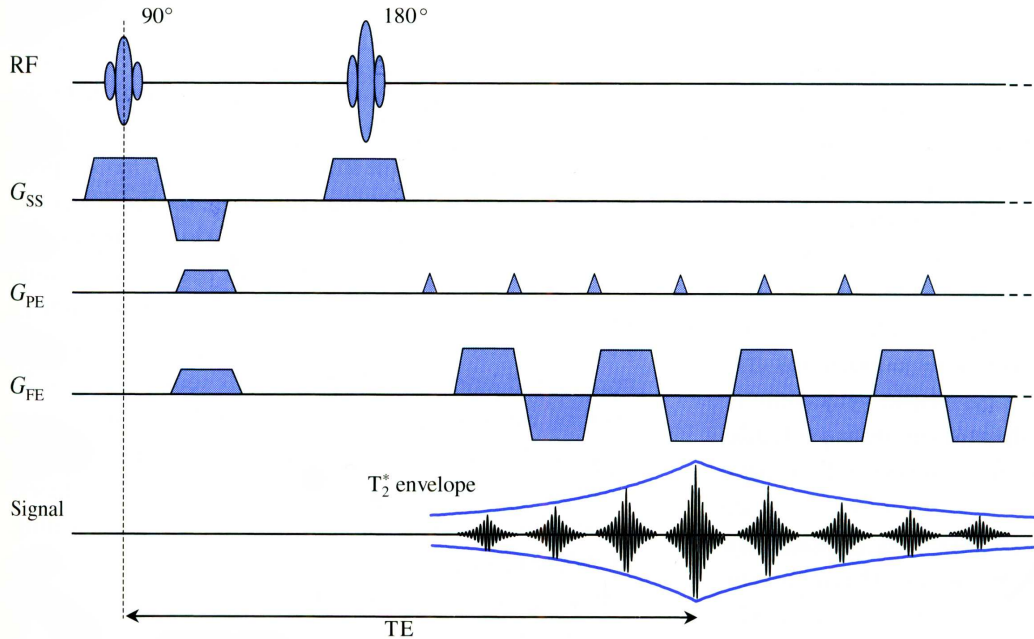 90° 180°
RF
G_SS
G_PE
G_FE
T₂* envelope
Signal
TE